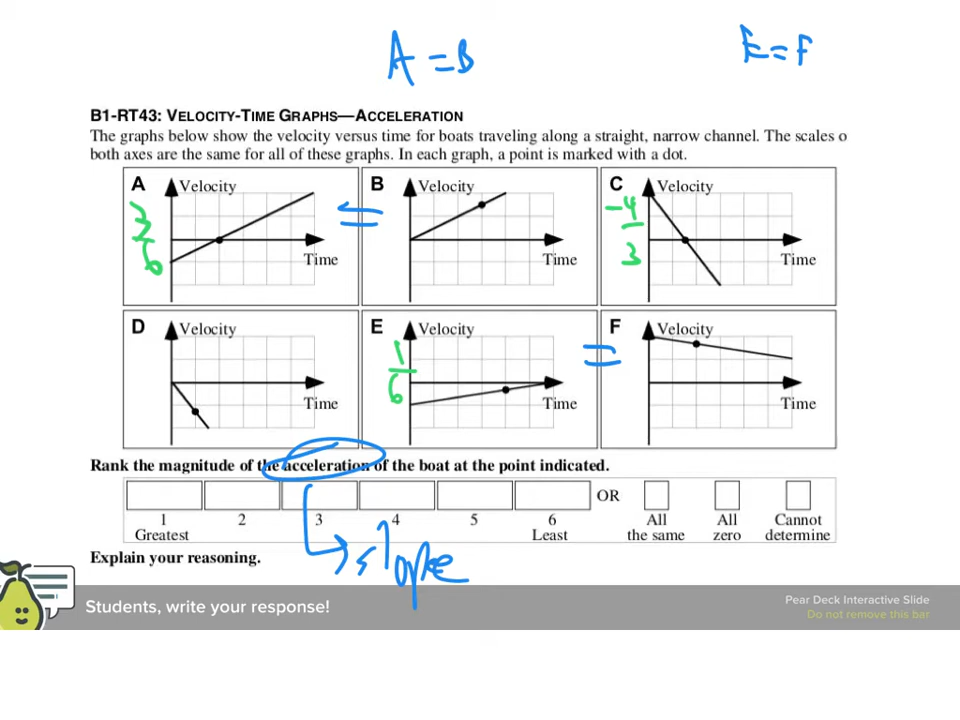 A = B
E = F
B1-RT43: VELOCITY-TIME GRAPHS—ACCELERATION
The graphs below show the velocity versus time for boats traveling along a straight, narrow channel. The scales o
both axes are the same for all of these graphs. In each graph, a point is marked with a dot.
A Velocity
3/6
Time
=
B Velocity
Time
C Velocity
-4/3
Time
D Velocity
Time
E Velocity
1/6
Time
=
F Velocity
Time
Rank the magnitude of the acceleration of the boat at the point indicated.
OR
1 2 3 4 5 6 All All Cannot
Greatest Least the same zero determine
slope
Explain your reasoning.
Students, write your response!
Pear Deck Interactive Slide
Do not remove this bar